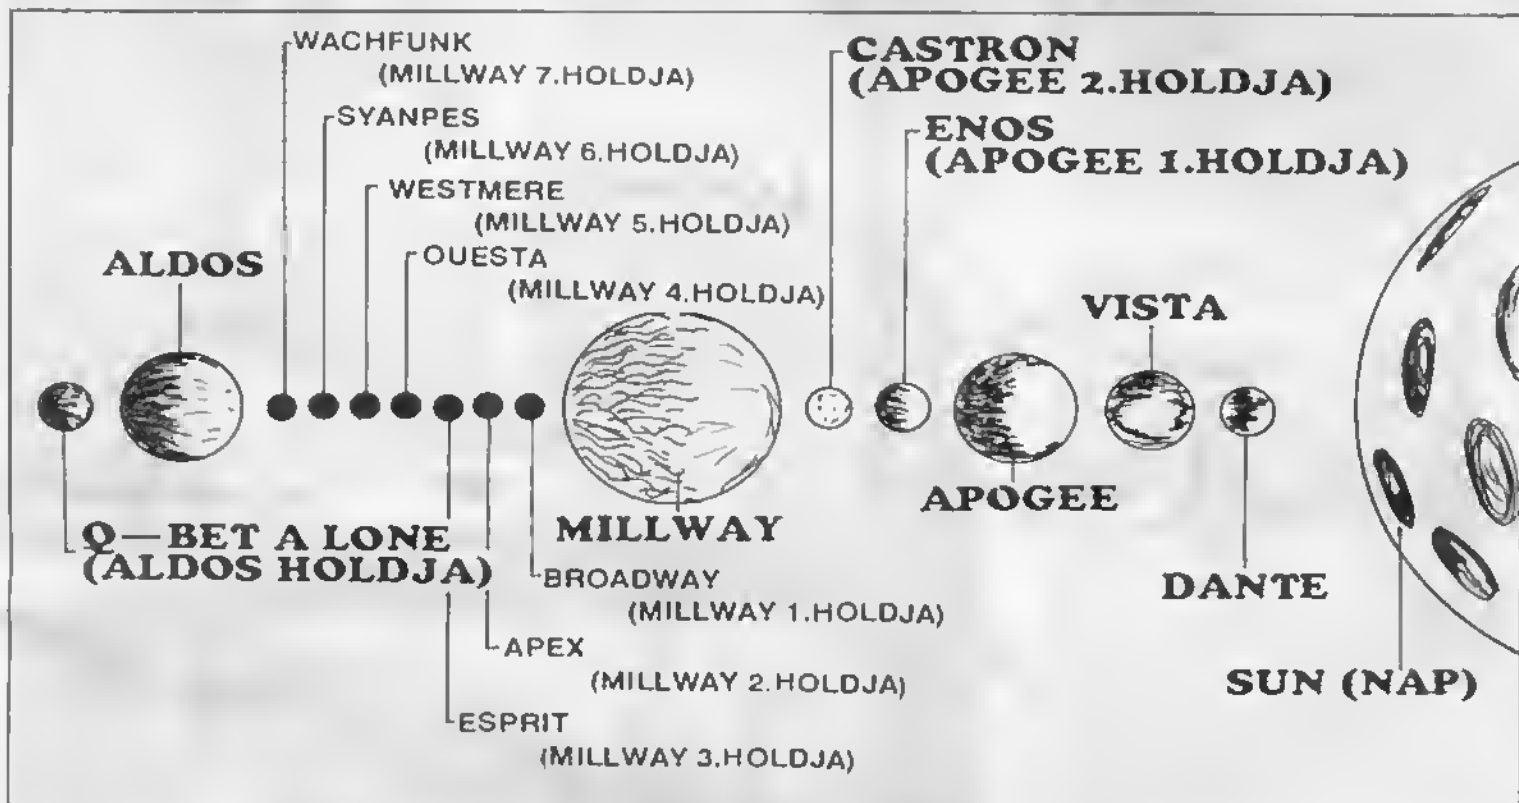 WACHFUNK
(MILLWAY 7.HOLDJA)
SYANPES
(MILLWAY 6.HOLDJA)
WESTMERE
(MILLWAY 5.HOLDJA)
OUESTA
(MILLWAY 4.HOLDJA)
CASTRON
(APOGEE 2.HOLDJA)
ENOS
(APOGEE 1.HOLDJA)
ALDOS
VISTA
Q—BET A LONE
(ALDOS HOLDJA)
MILLWAY
APOGEE
DANTE
SUN (NAP)
BROADWAY
(MILLWAY 1.HOLDJA)
APEX
(MILLWAY 2.HOLDJA)
ESPRIT
(MILLWAY 3.HOLDJA)